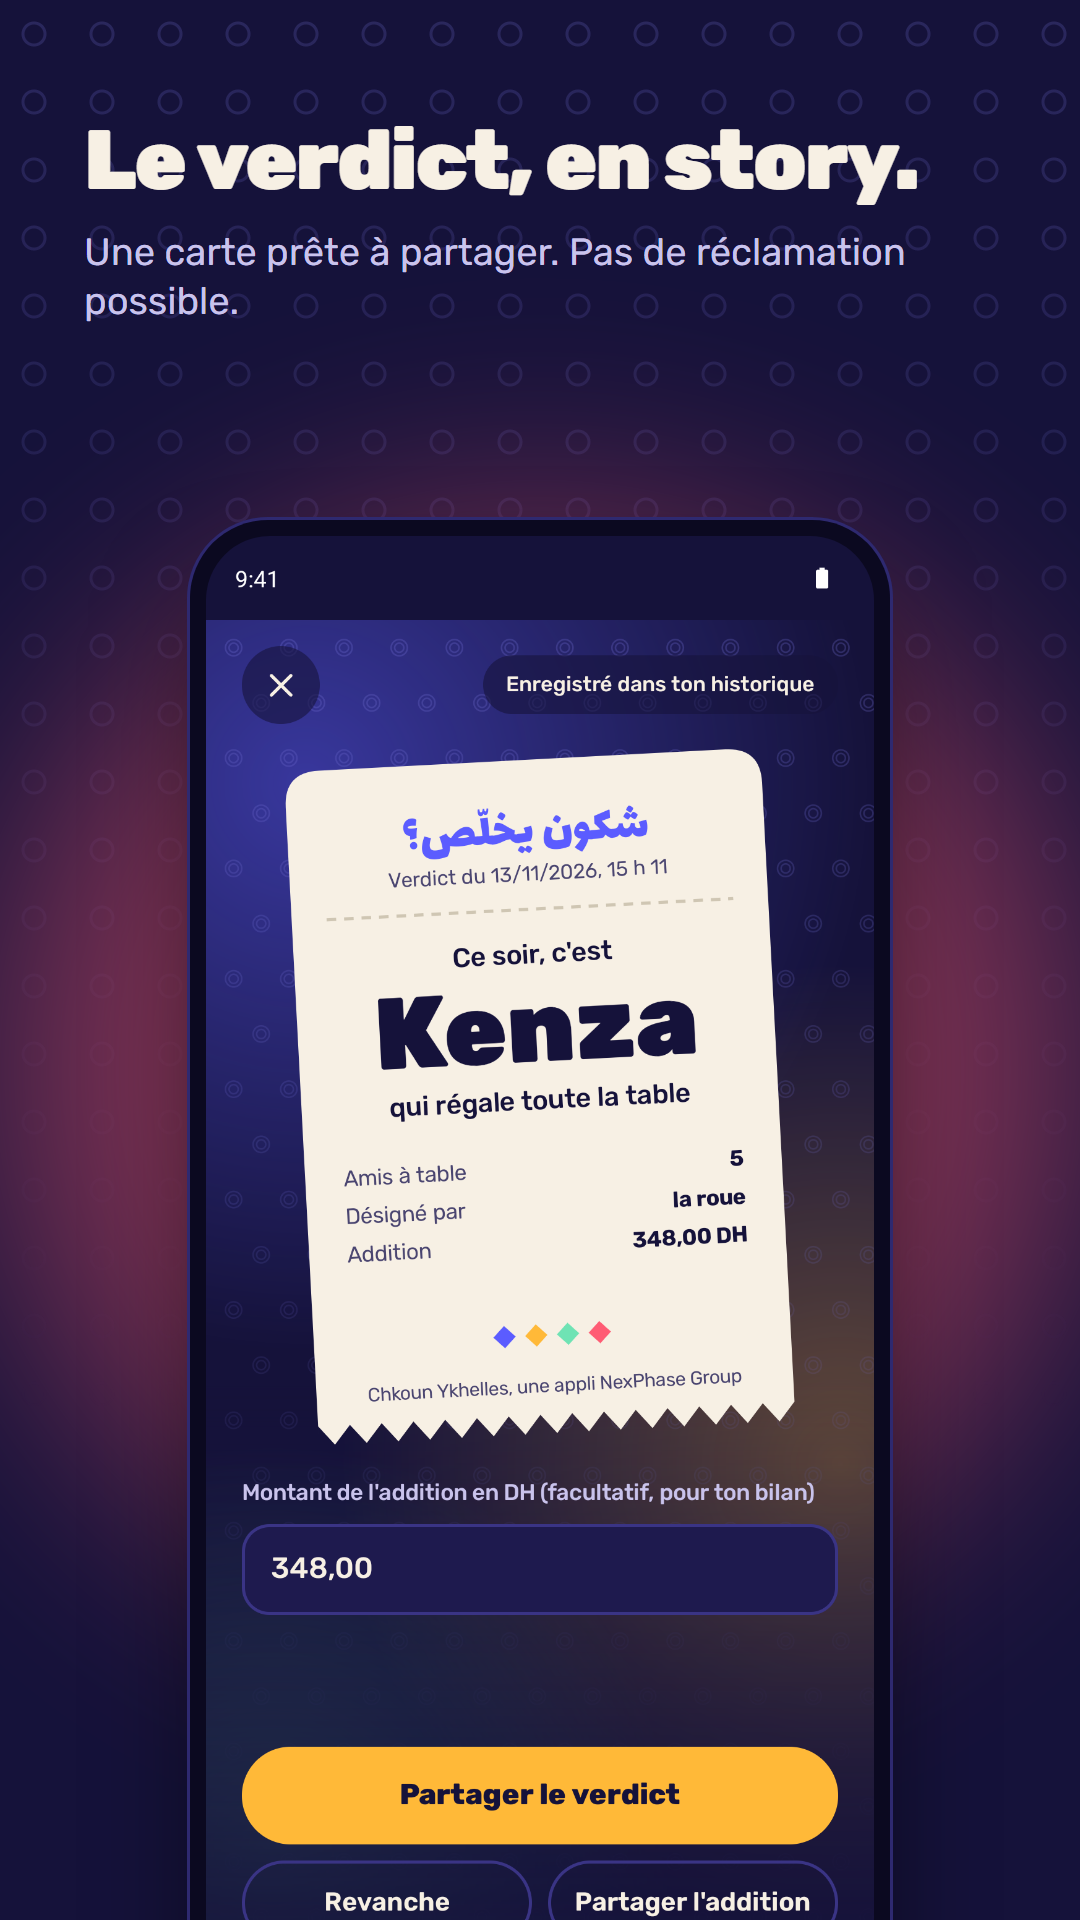 Le verdict, en story.
Une carte prête à partager. Pas de réclamation
possible.
9:41
Enregistré dans ton historique
شكون يخلّص؟
Verdict du 13/11/2026, 15 h 11
Ce soir, c'est
Kenza
qui régale toute la table
Amis à table 5
Désigné par la roue
Addition 348,00 DH
Chkoun Ykhelles, une appli NexPhase Group
Montant de l'addition en DH (facultatif, pour ton bilan)
348,00
Partager le verdict
Revanche Partager l'addition